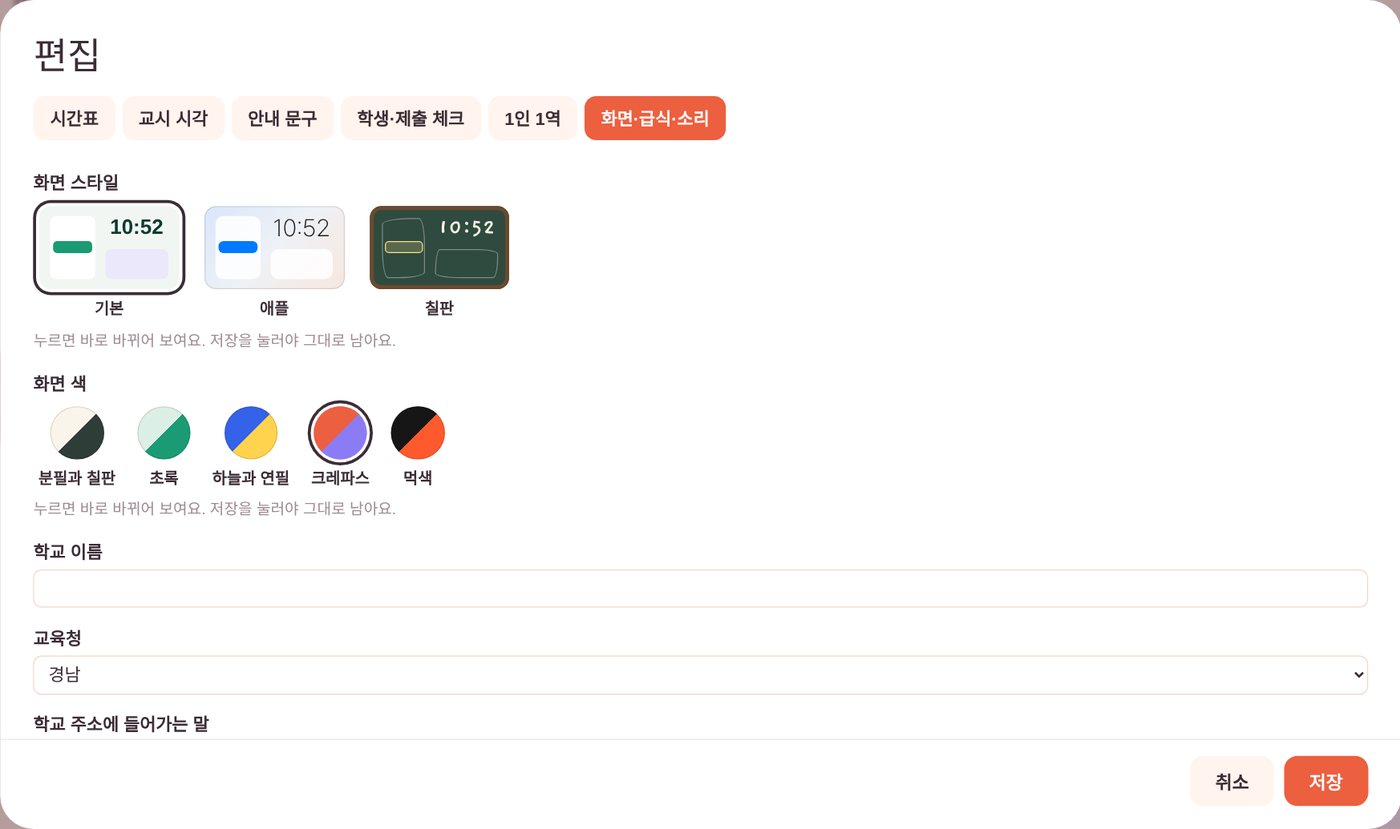 편집
시간표 교시 시각 안내 문구 학생·제출 체크 1인 1역 화면·급식·소리
화면 스타일
10:52 10:52 10:52
기본 애플 칠판
누르면 바로 바뀌어 보여요. 저장을 눌러야 그대로 남아요.
화면 색
분필과 칠판 초록 하늘과 연필 크레파스 먹색
누르면 바로 바뀌어 보여요. 저장을 눌러야 그대로 남아요.
학교 이름
교육청
경남
학교 주소에 들어가는 말
취소 저장